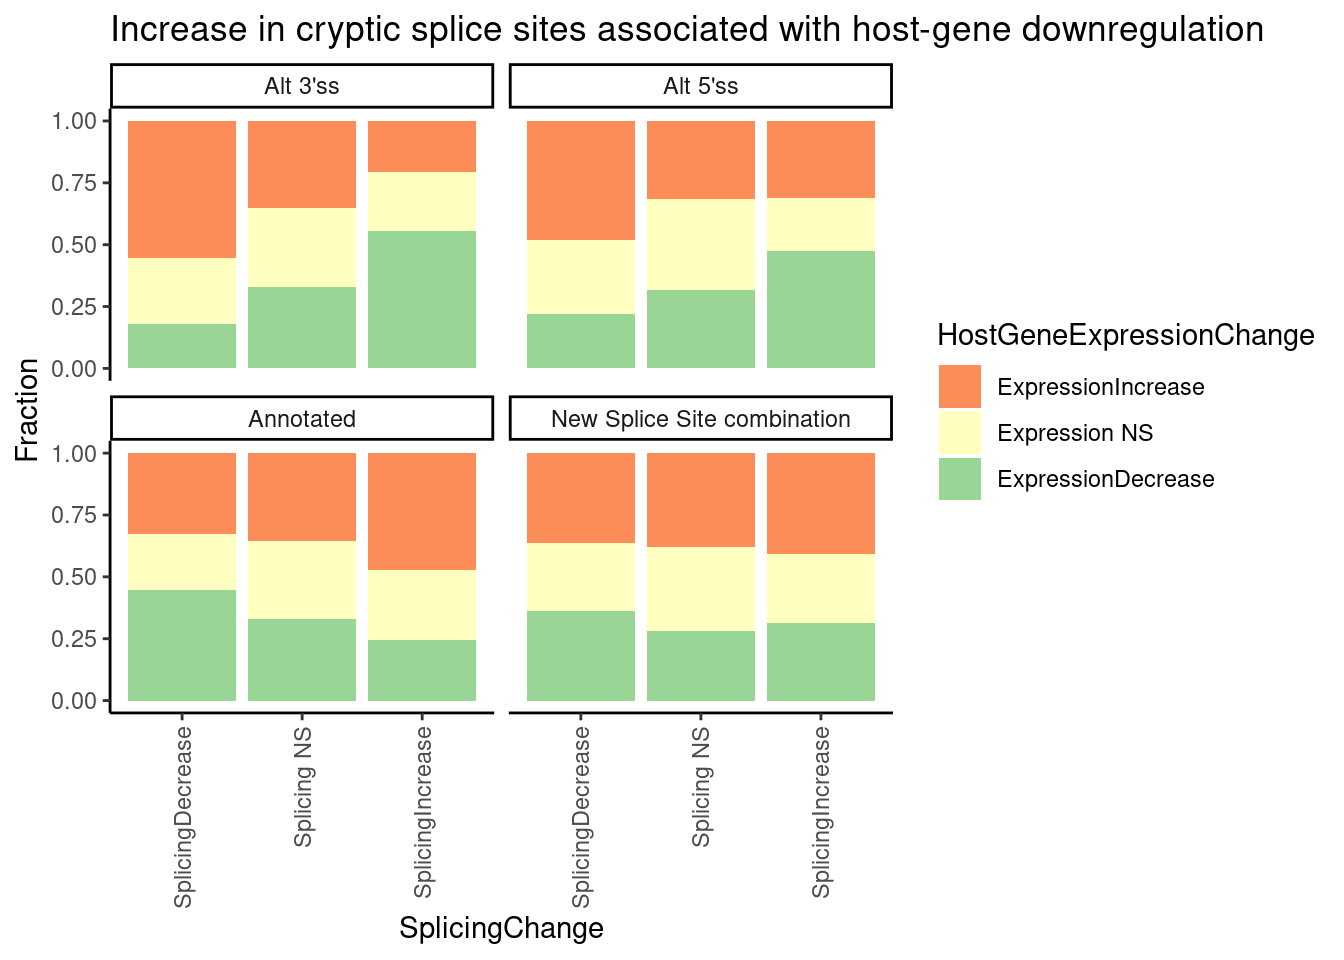 Increase in cryptic splice sites associated with host-gene downregulation
Alt 3'ss
Alt 5'ss
1.00
0.75
0.50
0.25
0.00
Annotated
New Splice Site combination
1.00
0.75
0.50
0.25
0.00
Fraction
SplicingDecrease
Splicing NS
SplicingIncrease
SplicingDecrease
Splicing NS
SplicingIncrease
SplicingChange
HostGeneExpressionChange
ExpressionIncrease
Expression NS
ExpressionDecrease